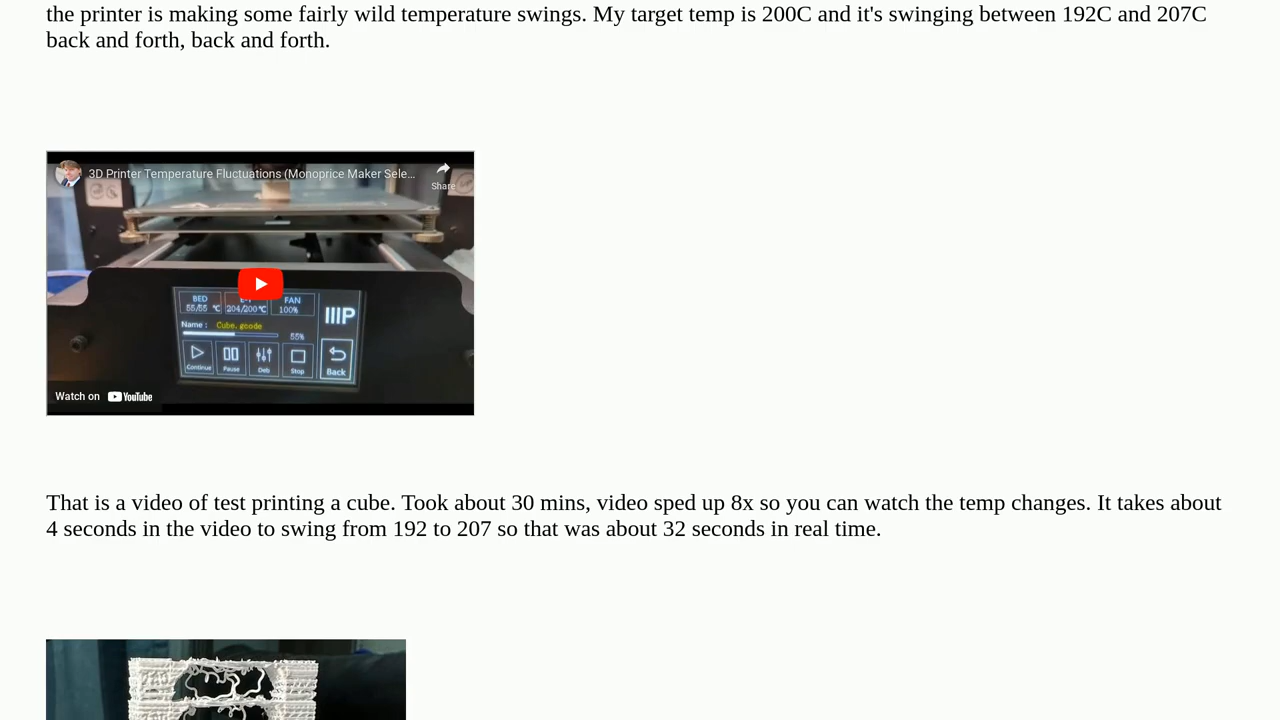 the printer is making some fairly wild temperature swings. My target temp is 200C and it's swinging between 192C and 207C
back and forth, back and forth.
3D Printer Temperature Fluctuations (Monoprice Maker Sele...
Share
BED
55/55 ℃
204/200℃
FAN
100%
Name : Cube.gcode
55%
Continue
Pause
Stop
Back
Watch on YouTube
That is a video of test printing a cube. Took about 30 mins, video sped up 8x so you can watch the temp changes. It takes about
4 seconds in the video to swing from 192 to 207 so that was about 32 seconds in real time.